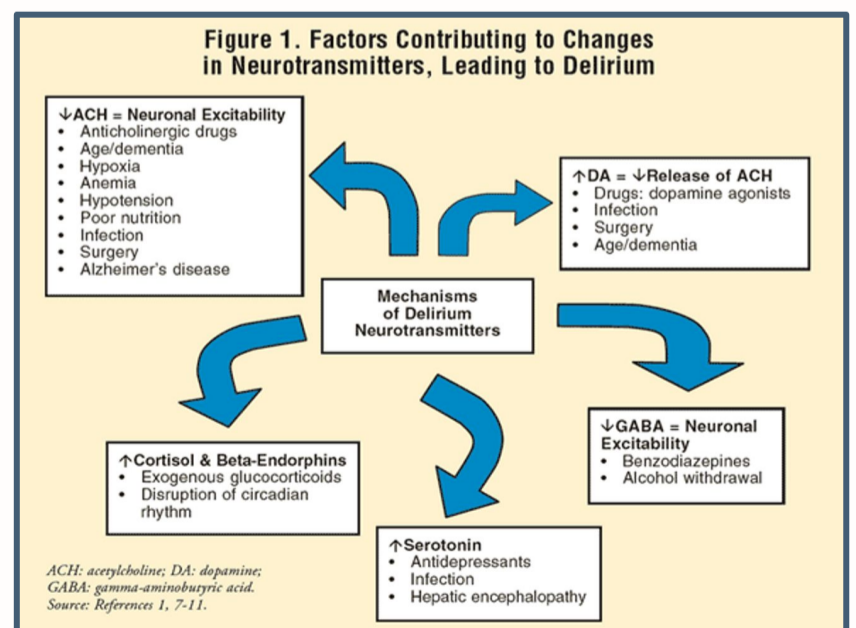 Figure 1. Factors Contributing to Changes
in Neurotransmitters, Leading to Delirium
↓ACH = Neuronal Excitability
• Anticholinergic drugs
• Age/dementia
• Hypoxia
• Anemia
• Hypotension
• Poor nutrition
• Infection
• Surgery
• Alzheimer's disease
↑DA = ↓Release of ACH
• Drugs: dopamine agonists
• Infection
• Surgery
• Age/dementia
Mechanisms
of Delirium
Neurotransmitters
↓GABA = Neuronal
Excitability
• Benzodiazepines
• Alcohol withdrawal
↑Cortisol & Beta-Endorphins
• Exogenous glucocorticoids
• Disruption of circadian
rhythm
↑Serotonin
• Antidepressants
• Infection
• Hepatic encephalopathy
ACH: acetylcholine; DA: dopamine;
GABA: gamma-aminobutyric acid.
Source: References 1, 7-11.